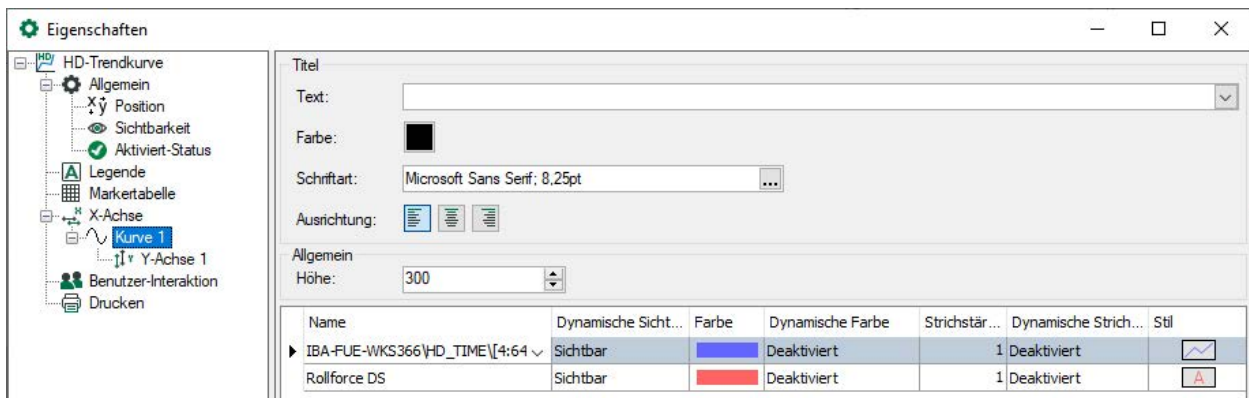 Eigenschaften
HD HD-Trendkurve
Allgemein
Position
Sichtbarkeit
Aktiviert-Status
A Legende
Markertabelle
X-Achse
Kurve 1
Y-Achse 1
Benutzer-Interaktion
Drucken
Titel
Text:
Farbe:
Schriftart: Microsoft Sans Serif; 8,25pt ...
Ausrichtung:
Allgemein
Höhe: 300
Name Dynamische Sicht... Farbe Dynamische Farbe Strichstär... Dynamische Strich... Stil
IBA-FUE-WKS366\HD_TIME\[4:64 Sichtbar Deaktiviert 1 Deaktiviert
Rollforce DS Sichtbar Deaktiviert 1 Deaktiviert A